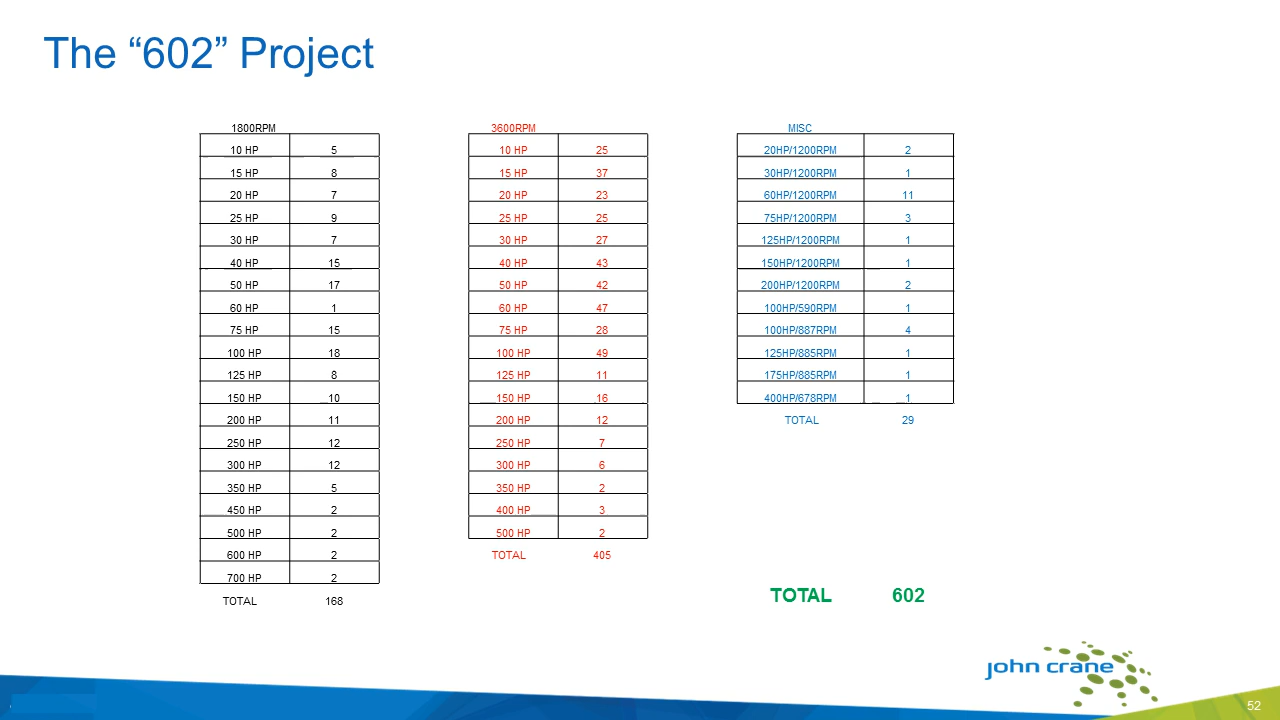 The “602” Project
1800RPM
10 HP 5
15 HP 8
20 HP 7
25 HP 9
30 HP 7
40 HP 15
50 HP 17
60 HP 1
75 HP 15
100 HP 18
125 HP 8
150 HP 10
200 HP 11
250 HP 12
300 HP 12
350 HP 5
450 HP 2
500 HP 2
600 HP 2
700 HP 2
TOTAL 168
3600RPM
10 HP 25
15 HP 37
20 HP 23
25 HP 25
30 HP 27
40 HP 43
50 HP 42
60 HP 47
75 HP 28
100 HP 49
125 HP 11
150 HP 16
200 HP 12
250 HP 7
300 HP 6
350 HP 2
400 HP 3
500 HP 2
TOTAL 405
MISC
20HP/1200RPM 2
30HP/1200RPM 1
60HP/1200RPM 11
75HP/1200RPM 3
125HP/1200RPM 1
150HP/1200RPM 1
200HP/1200RPM 2
100HP/590RPM 1
100HP/887RPM 4
125HP/885RPM 1
175HP/885RPM 1
400HP/678RPM 1
TOTAL 29
TOTAL 602
john crane
52